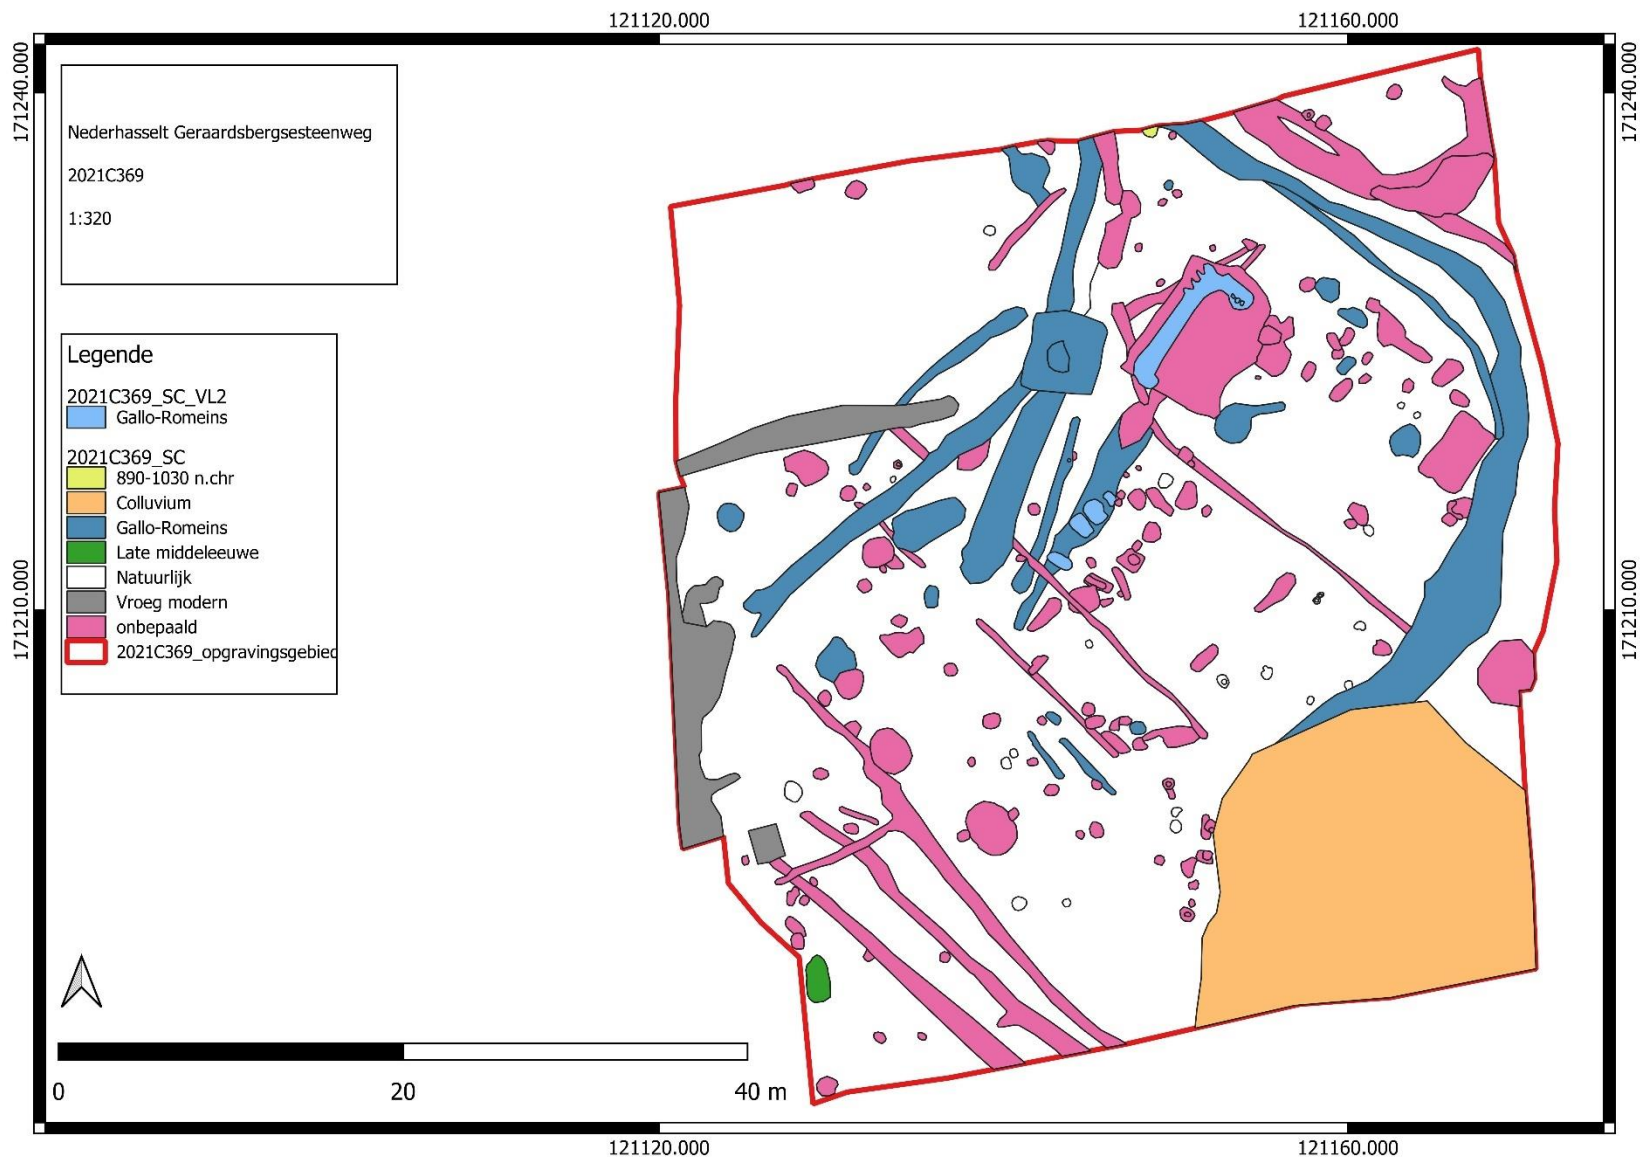 121120.000
121160.000
171240.000
171240.000
Nederhasselt Geraardsbergsesteenweg
2021C369
1:320
Legende
2021C369_SC_VL2
Gallo-Romeins
2021C369_SC
890-1030 n.chr
Colluvium
Gallo-Romeins
Late middeleeuwe
Natuurlijk
Vroeg modern
onbepaald
2021C369_opgravingsgebied
171210.000
171210.000
0
20
40 m
121120.000
121160.000